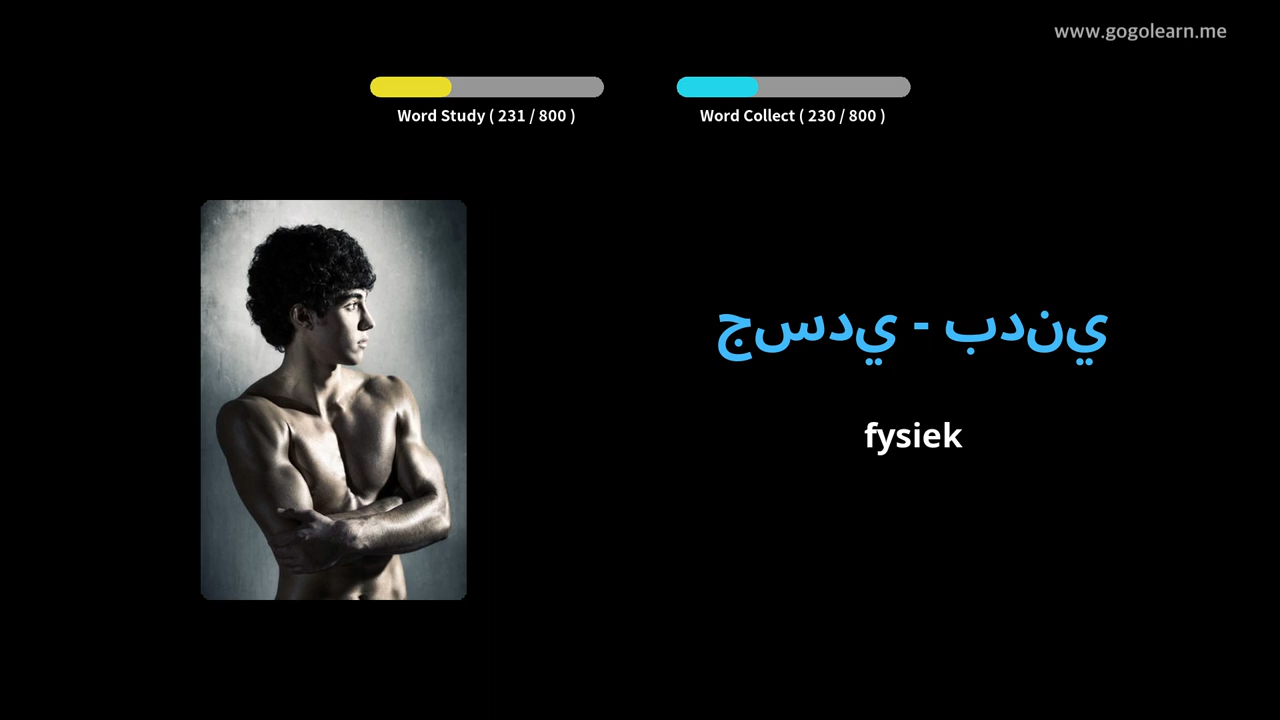 www.gogolearn.me
Word Study ( 231 / 800 )
Word Collect ( 230 / 800 )
جسدي - بدني
fysiek